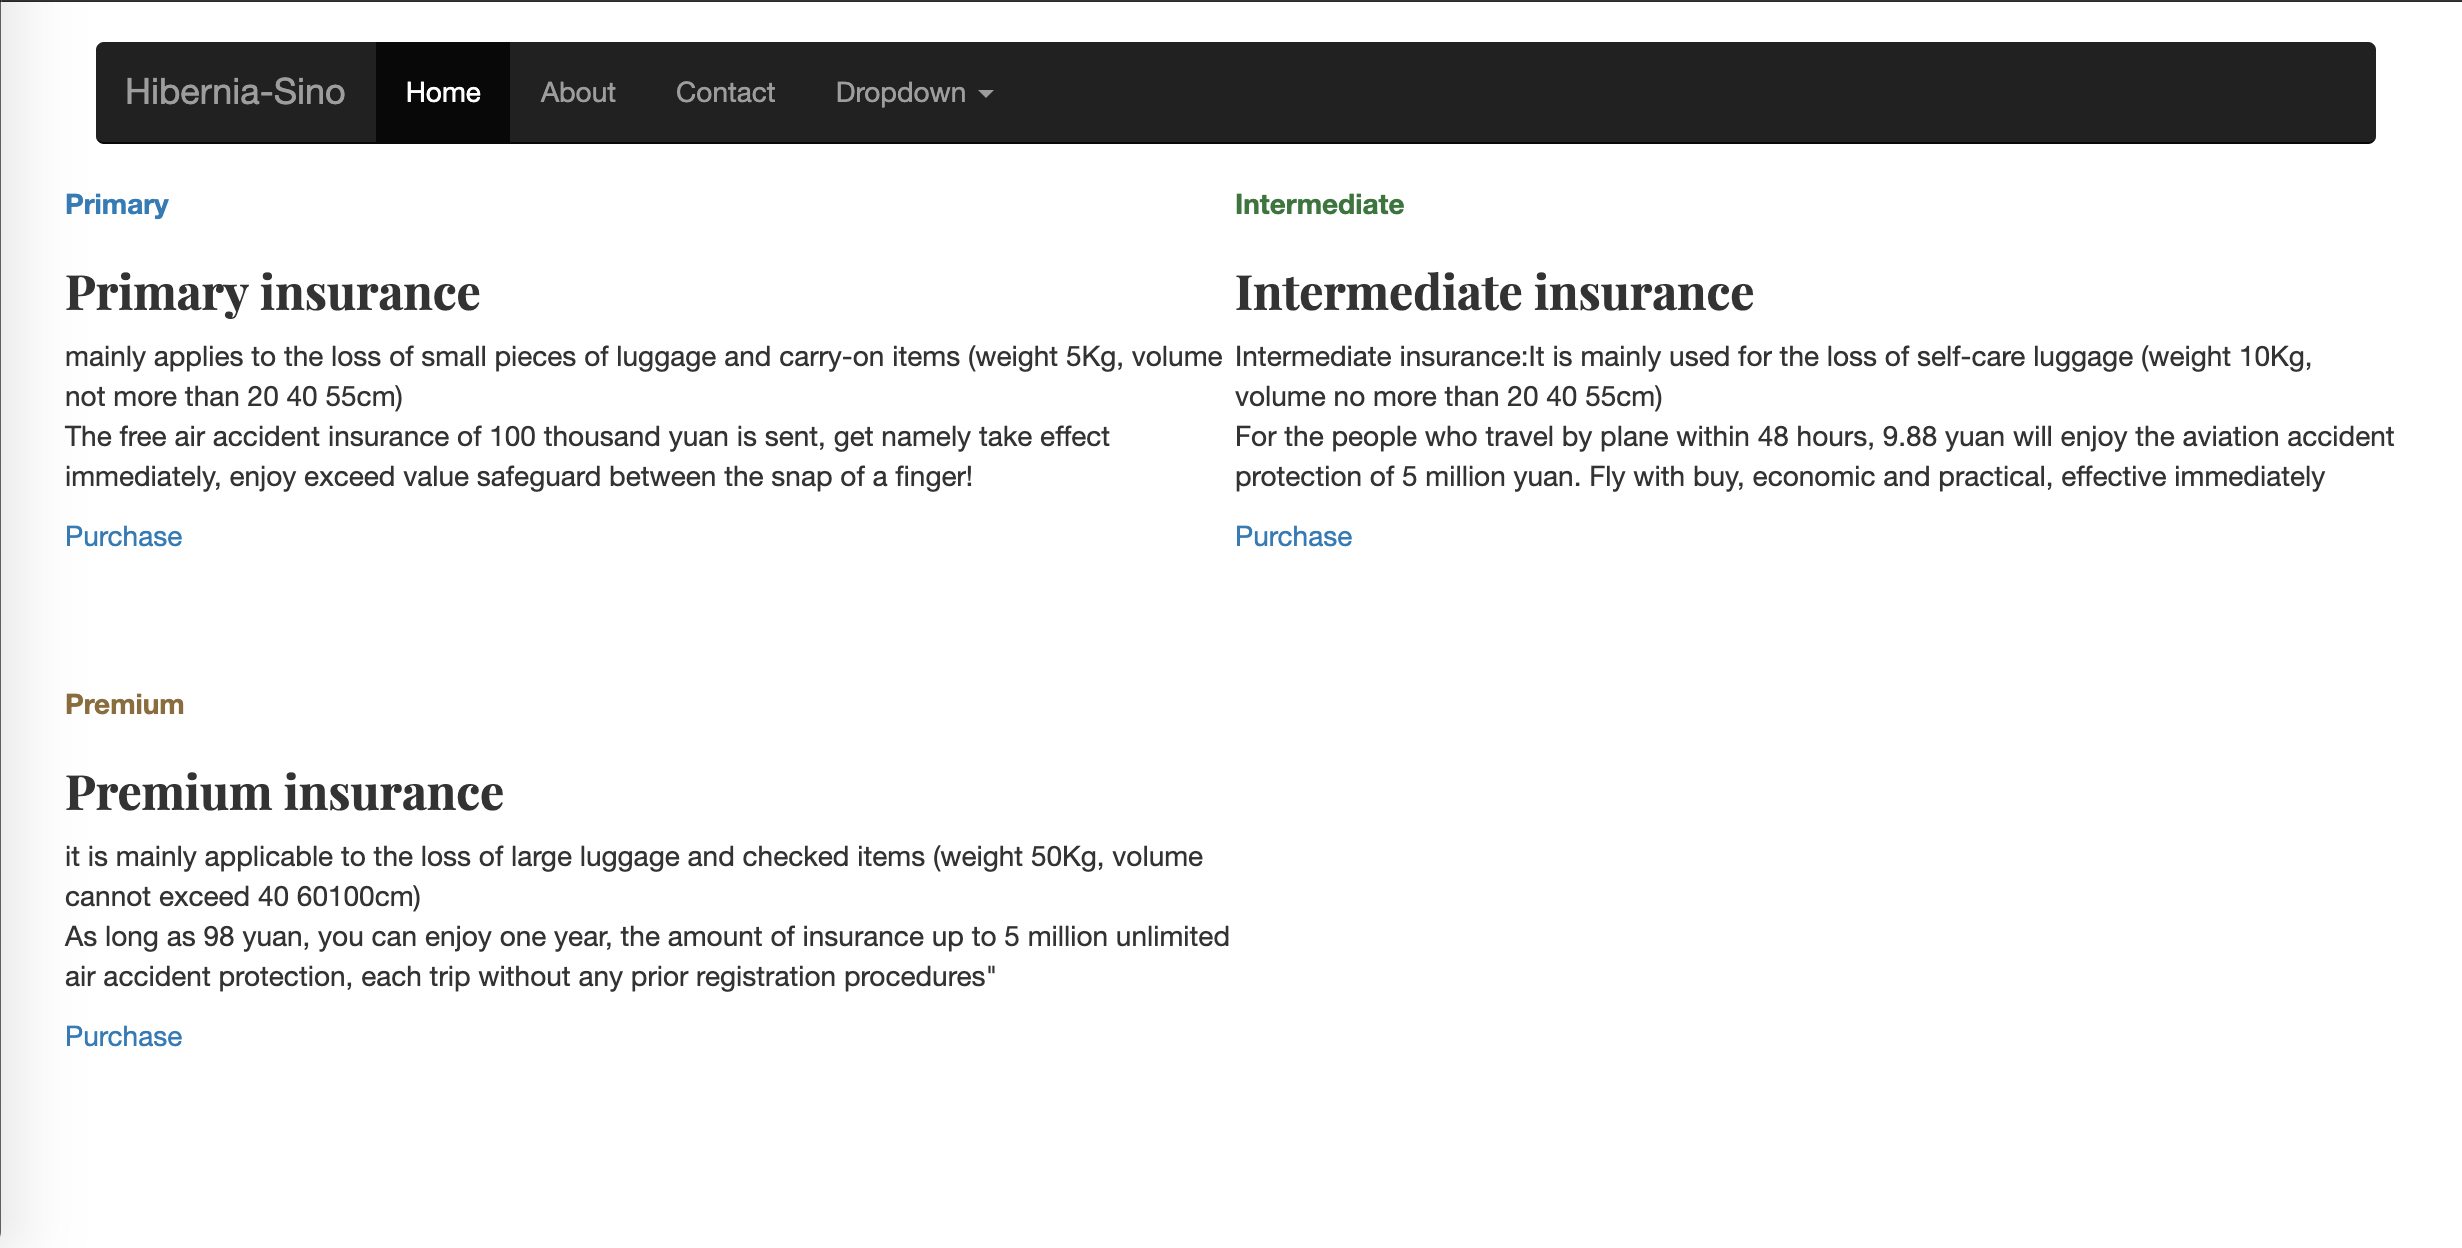 Hibernia-Sino Home About Contact Dropdown
Primary
Primary insurance
mainly applies to the loss of small pieces of luggage and carry-on items (weight 5Kg, volume
not more than 20 40 55cm)
The free air accident insurance of 100 thousand yuan is sent, get namely take effect
immediately, enjoy exceed value safeguard between the snap of a finger!
Purchase
Intermediate
Intermediate insurance
Intermediate insurance:It is mainly used for the loss of self-care luggage (weight 10Kg,
volume no more than 20 40 55cm)
For the people who travel by plane within 48 hours, 9.88 yuan will enjoy the aviation accident
protection of 5 million yuan. Fly with buy, economic and practical, effective immediately
Purchase
Premium
Premium insurance
it is mainly applicable to the loss of large luggage and checked items (weight 50Kg, volume
cannot exceed 40 60100cm)
As long as 98 yuan, you can enjoy one year, the amount of insurance up to 5 million unlimited
air accident protection, each trip without any prior registration procedures"
Purchase